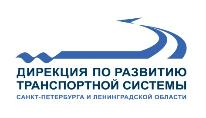 ДИРЕКЦИЯ ПО РАЗВИТИЮ
ТРАНСПОРТНОЙ СИСТЕМЫ
САНКТ-ПЕТЕРБУРГА И ЛЕНИНГРАДСКОЙ ОБЛАСТИ